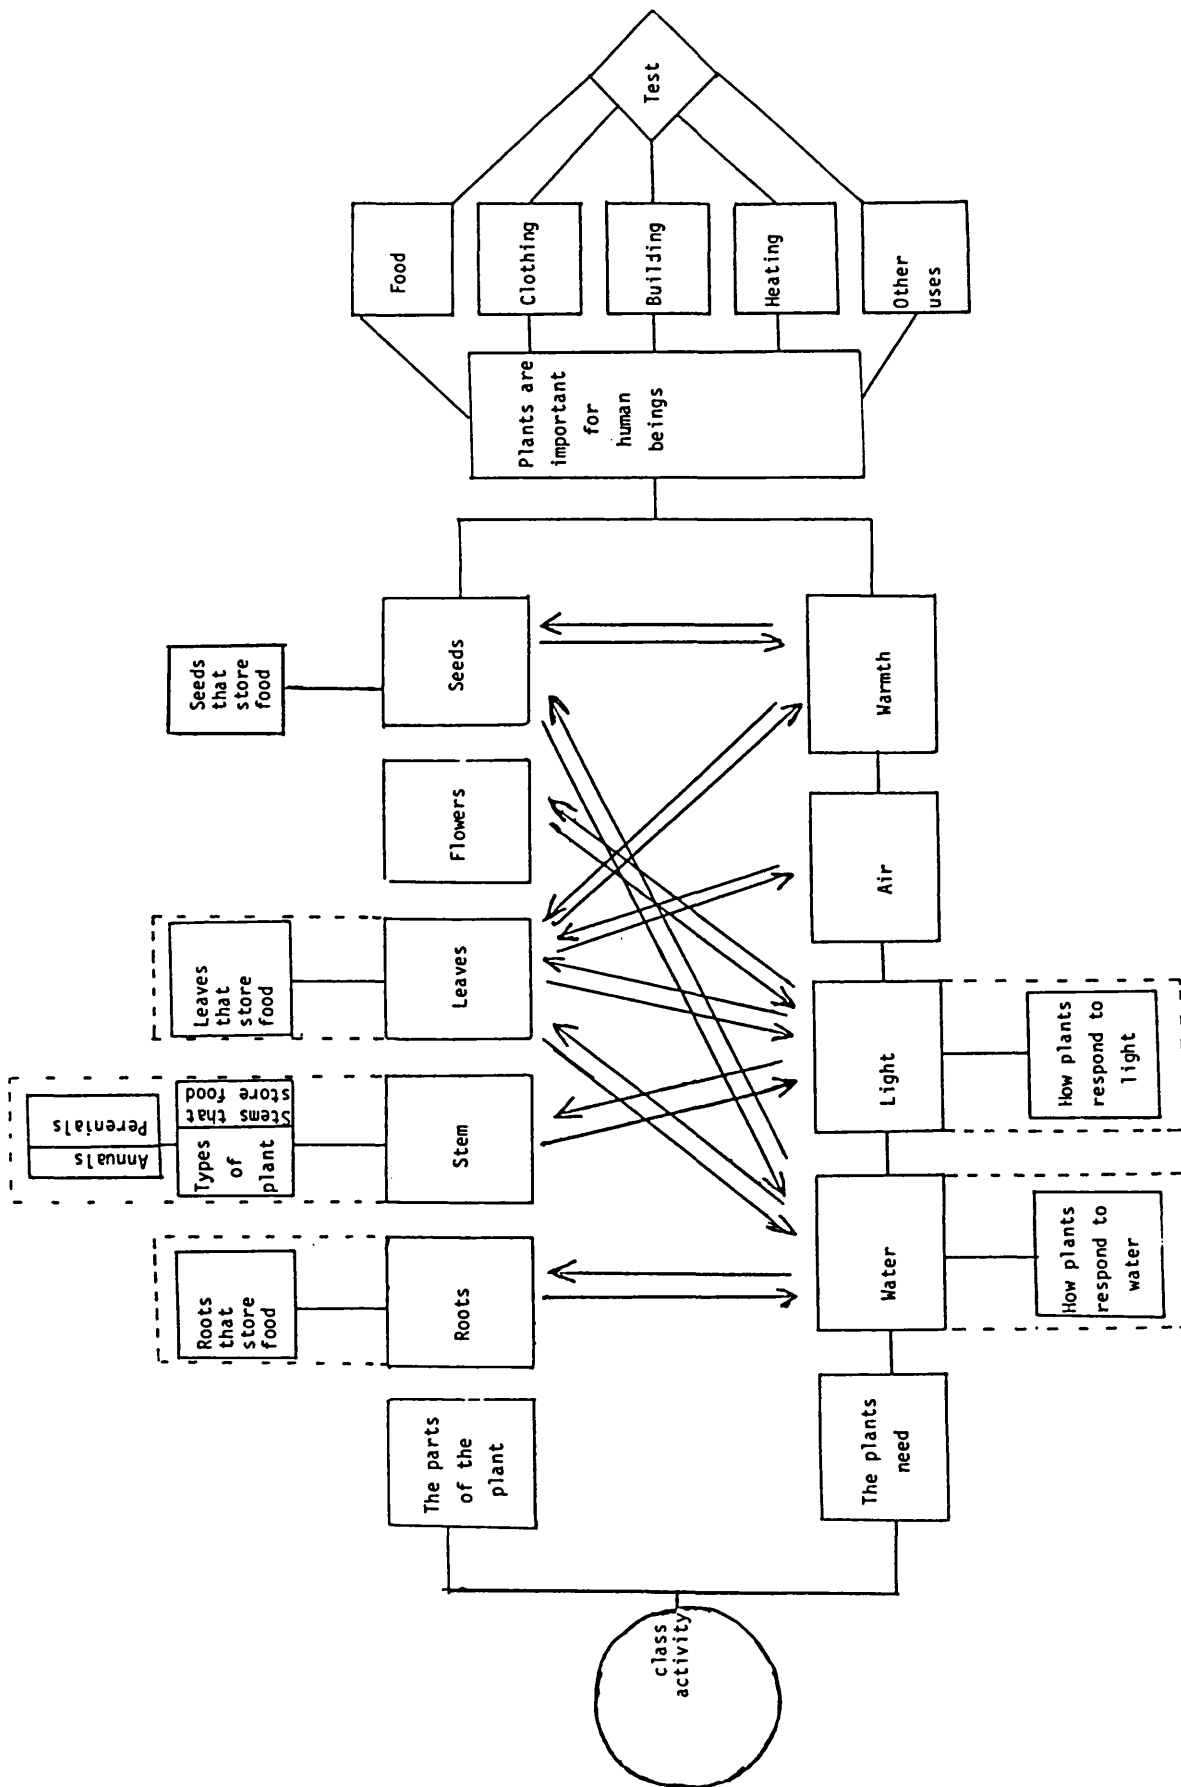 class
activity
The parts
of the
plant
Roots
Roots
that
store
food
Stem
Types
of
plant
Stems that
store food
Annuals
Perenials
Leaves
Leaves
that
store
food
Flowers
Seeds
Seeds
that
store
food
The plants
need
Water
How plants
respond to
water
Light
How plants
respond to
light
Air
Warmth
Plants are
important
for
human
beings
Food
Clothing
Building
Heating
Other
uses
Test